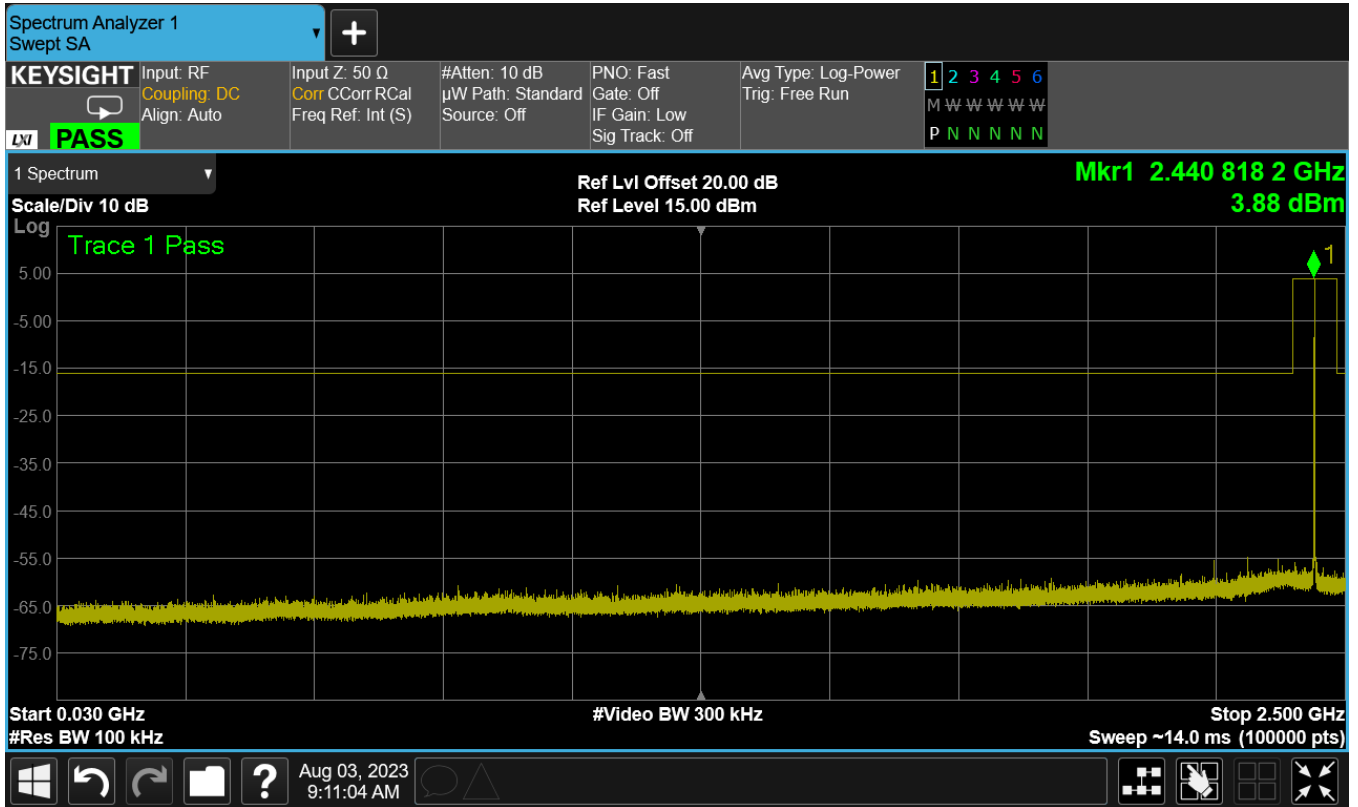 Spectrum Analyzer 1
Swept SA
▼
+
KEYSIGHT
LXI PASS
Input: RF
Coupling: DC
Align: Auto
Input Z: 50 Ω
Corr CCorr RCal
Freq Ref: Int (S)
#Atten: 10 dB
µW Path: Standard
Source: Off
PNO: Fast
Gate: Off
IF Gain: Low
Sig Track: Off
Avg Type: Log-Power
Trig: Free Run
1 2 3 4 5 6
M W W W W W
P N N N N N
1 Spectrum ▼
Scale/Div 10 dB
Ref Lvl Offset 20.00 dB
Ref Level 15.00 dBm
Mkr1 2.440 818 2 GHz
3.88 dBm
Log
Trace 1 Pass
1
5.00
-5.00
-15.0
-25.0
-35.0
-45.0
-55.0
-65.0
-75.0
Start 0.030 GHz
#Video BW 300 kHz
Stop 2.500 GHz
#Res BW 100 kHz
Sweep ~14.0 ms (100000 pts)
?
Aug 03, 2023
9:11:04 AM